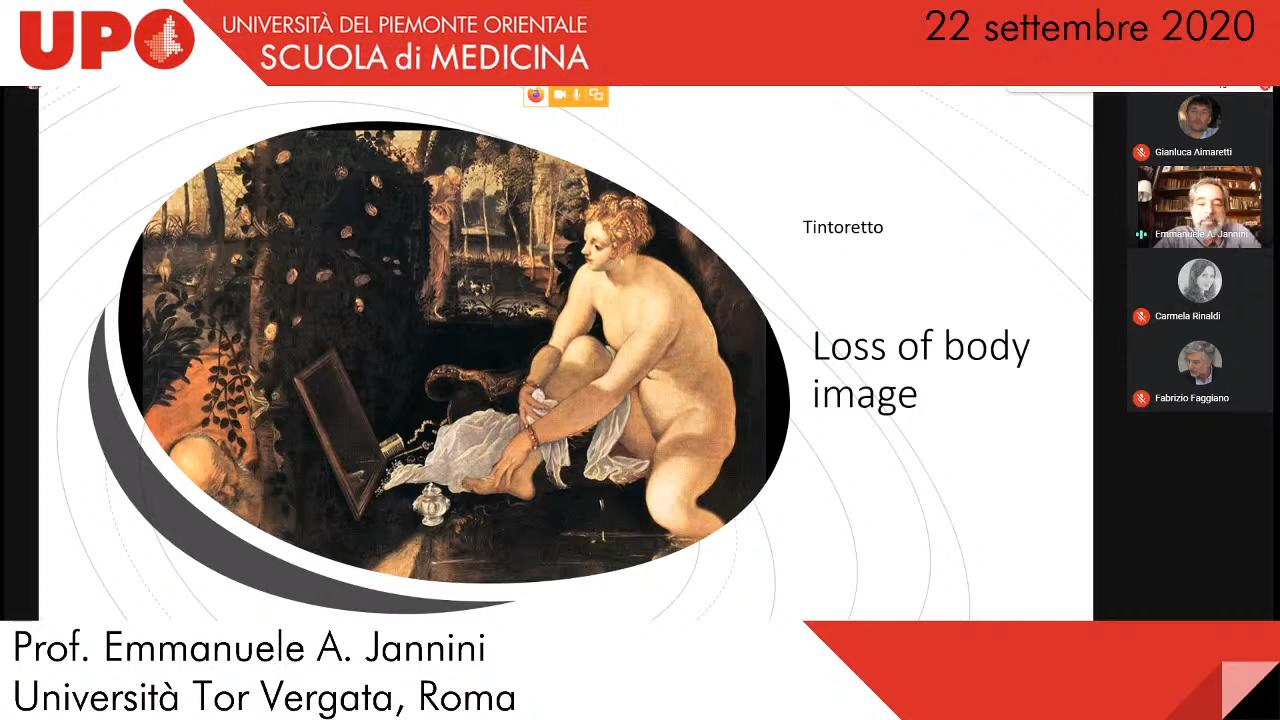 UPO
UNIVERSITÀ DEL PIEMONTE ORIENTALE
SCUOLA di MEDICINA
22 settembre 2020
Tintoretto
Loss of body
image
Gianluca Aimaretti
Emmanuele A. Jannini
Carmela Rinaldi
Fabrizio Faggiano
Prof. Emmanuele A. Jannini
Università Tor Vergata, Roma